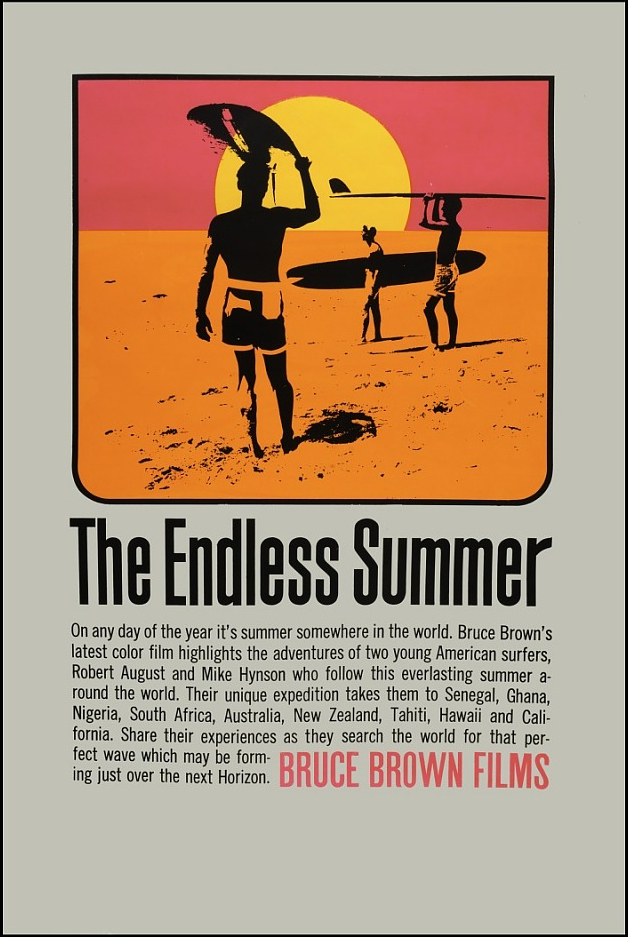 The Endless Summer
On any day of the year it's summer somewhere in the world. Bruce Brown's
latest color film highlights the adventures of two young American surfers,
Robert August and Mike Hynson who follow this everlasting summer a-
round the world. Their unique expedition takes them to Senegal, Ghana,
Nigeria, South Africa, Australia, New Zealand, Tahiti, Hawaii and Cali-
fornia. Share their experiences as they search the world for that per-
fect wave which may be form-
ing just over the next Horizon.
BRUCE BROWN FILMS